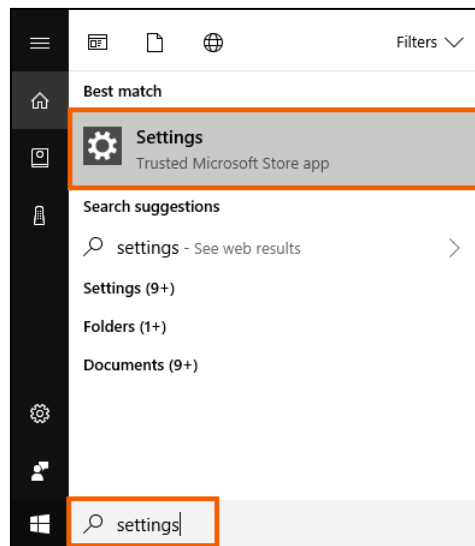 Filters
Best match
Settings
Trusted Microsoft Store app
Search suggestions
settings - See web results
Settings (9+)
Folders (1+)
Documents (9+)
settings